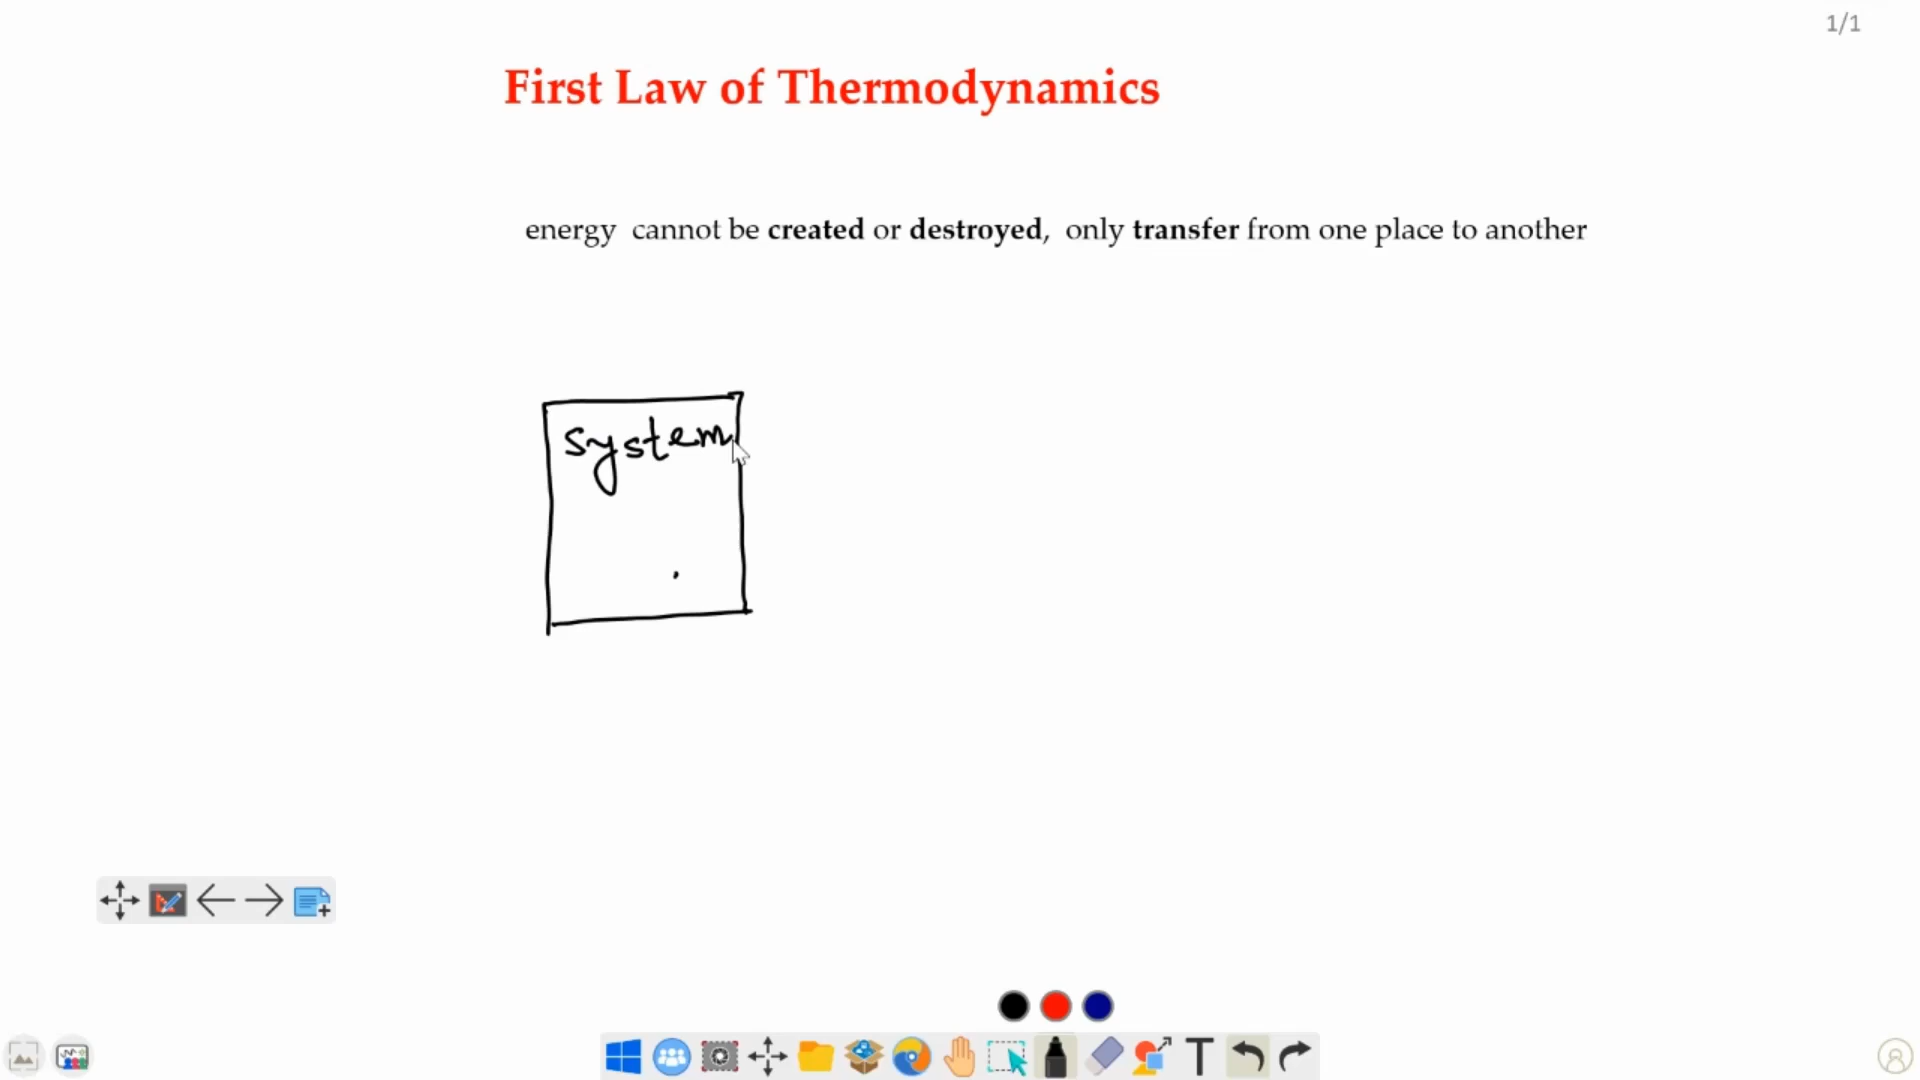 1/1
First Law of Thermodynamics
energy cannot be created or destroyed, only transfer from one place to another
system